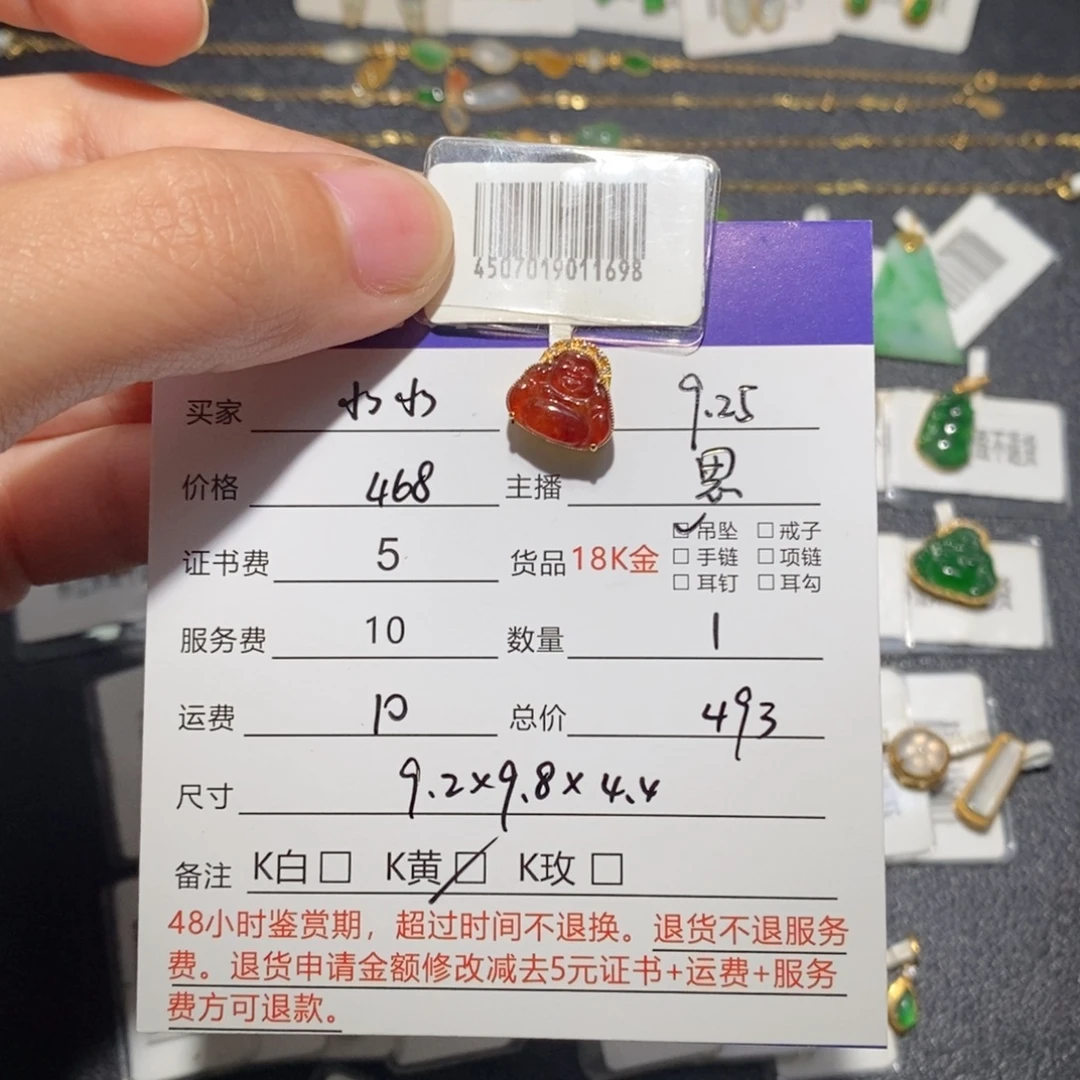 4507019011698
买家 水水 9.25
价格 468 主播 思
证书费 5 货品 18K金 ☑吊坠 □戒子
□手链 □项链
□耳钉 □耳勾
服务费 10 数量 1
运费 10 总价 493
尺寸 9.2×9.8×4.4
备注 K白□ K黄☑ K玫□
48小时鉴赏期，超过时间不退换。退货不退服务
费。退货申请金额修改减去5元证书+运费+服务
费方可退款。